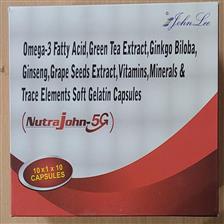 John Lee
Omega-3 Fatty Acid,Green Tea Extract,Ginkgo Biloba,
Ginseng,Grape Seeds Extract,Vitamins,Minerals &
Trace Elements Soft Gelatin Capsules
NutraJohn-5G
10 x 1 x 10
CAPSULES